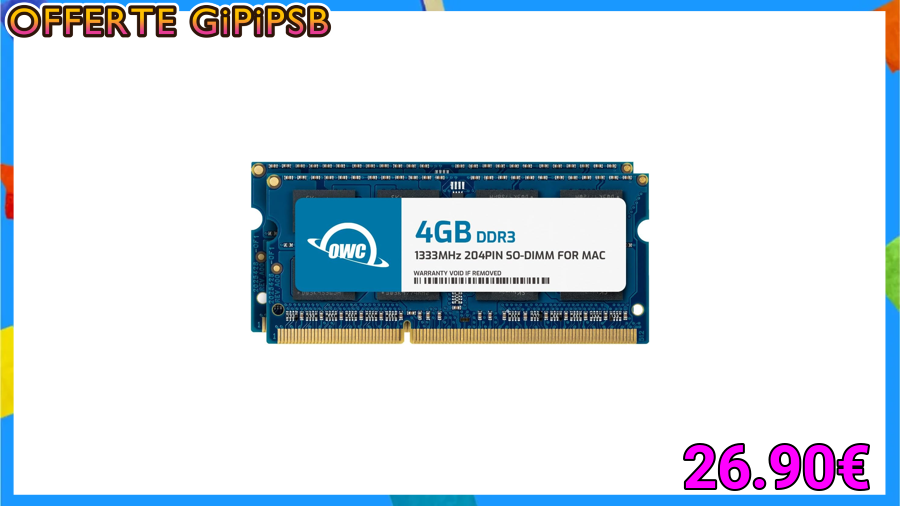 OFFERTE GiPiPSB
OWC
4GB DDR3
1333MHz 204PIN SO-DIMM FOR MAC
WARRANTY VOID IF REMOVED
26.90€